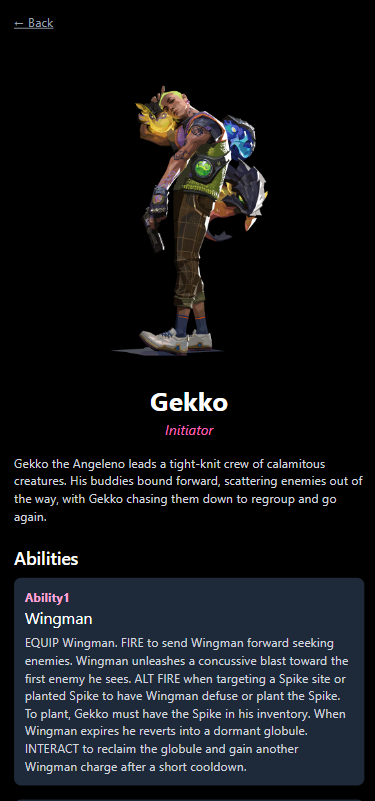 ← Back
Gekko
Initiator
Gekko the Angeleno leads a tight-knit crew of calamitous
creatures. His buddies bound forward, scattering enemies out of
the way, with Gekko chasing them down to regroup and go
again.
Abilities
Ability1
Wingman
EQUIP Wingman. FIRE to send Wingman forward seeking
enemies. Wingman unleashes a concussive blast toward the
first enemy he sees. ALT FIRE when targeting a Spike site or
planted Spike to have Wingman defuse or plant the Spike.
To plant, Gekko must have the Spike in his inventory. When
Wingman expires he reverts into a dormant globule.
INTERACT to reclaim the globule and gain another
Wingman charge after a short cooldown.